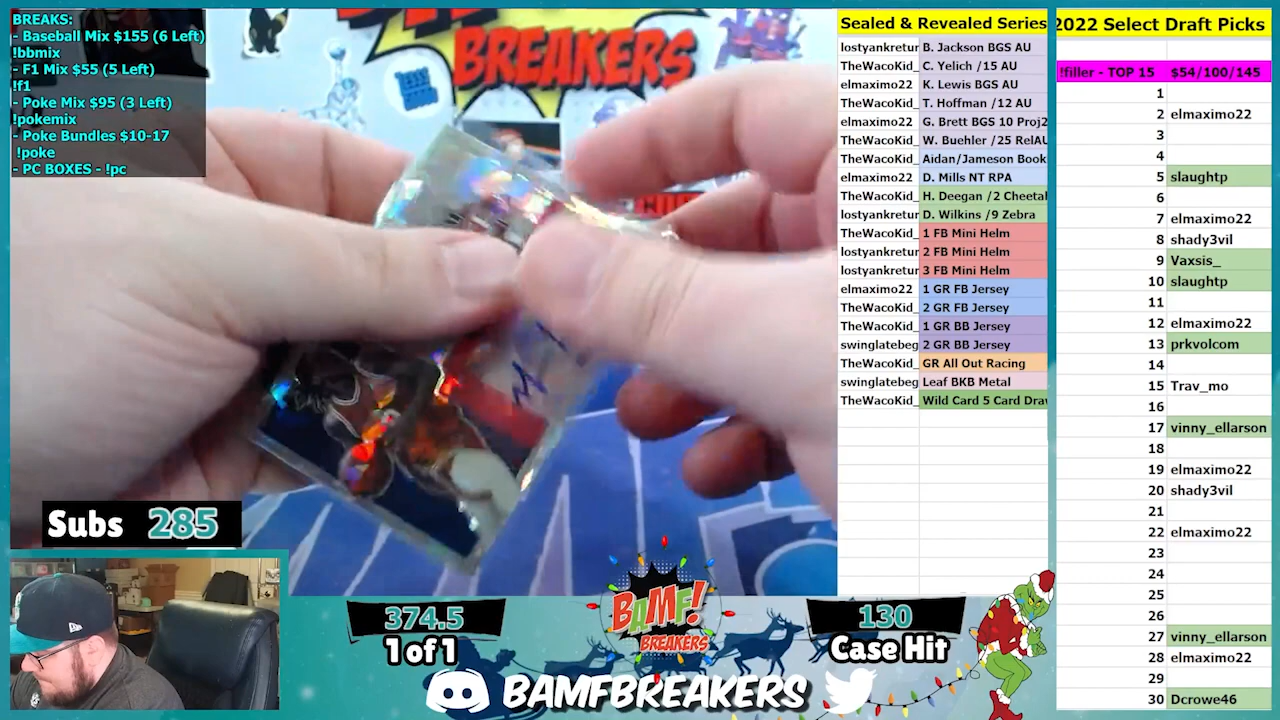 BREAKS:
- Baseball Mix $155 (6 Left)
!bbmix
- F1 Mix $55 (5 Left)
!f1
- Poke Mix $95 (3 Left)
!pokemix
- Poke Bundles $10-17
!poke
- PC BOXES - !pc
BREAKERS
Sealed & Revealed Series
lostyankretur B. Jackson BGS AU
TheWacoKid_ C. Yelich /15 AU
elmaximo22 K. Lewis BGS AU
TheWacoKid_ T. Hoffman /12 AU
elmaximo22 G. Brett BGS 10 Proj2
TheWacoKid_ W. Buehler /25 RelAU
TheWacoKid_ Aidan/Jameson Book
elmaximo22 D. Mills NT RPA
TheWacoKid_ H. Deegan /2 Cheetal
lostyankretur D. Wilkins /9 Zebra
TheWacoKid_ 1 FB Mini Helm
lostyankretur 2 FB Mini Helm
lostyankretur 3 FB Mini Helm
elmaximo22 1 GR FB Jersey
TheWacoKid_ 2 GR FB Jersey
TheWacoKid_ 1 GR BB Jersey
swinglatebeg 2 GR BB Jersey
TheWacoKid_ GR All Out Racing
swinglatebeg Leaf BKB Metal
TheWacoKid_ Wild Card 5 Card Dra
2022 Select Draft Picks
!filler - TOP 15 $54/100/145
1
2 elmaximo22
3
4
5 slaughtp
6
7 elmaximo22
8 shady3vil
9 Vaxsis_
10 slaughtp
11
12 elmaximo22
13 prkvolcom
14
15 Trav_mo
16
17 vinny_ellarson
18
19 elmaximo22
20 shady3vil
21
22 elmaximo22
23
24
25
26
27 vinny_ellarson
28 elmaximo22
29
30 Dcrowe46
Subs 285
374.5
1 of 1
BAMF!
BREAKERS
130
Case Hit
BAMFBREAKERS